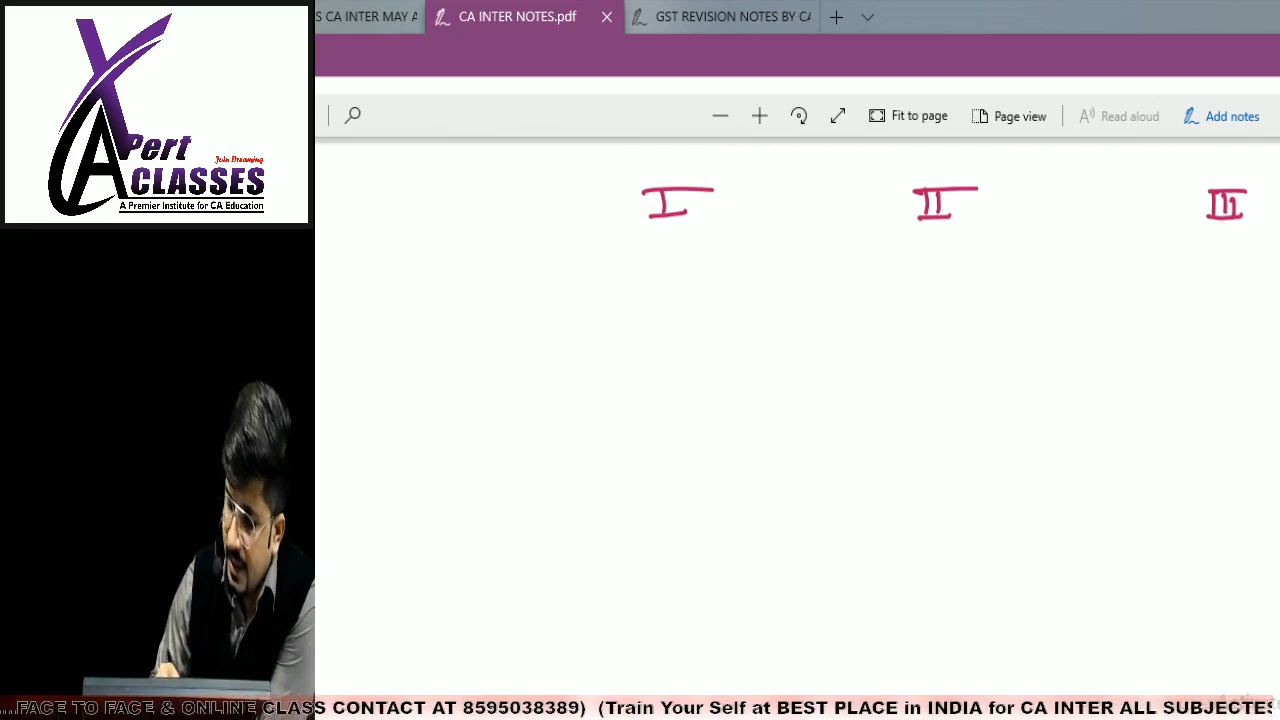 S CA INTER MAY A
CA INTER NOTES.pdf
GST REVISION NOTES BY CA
Fit to page
Page view
Read aloud
Add notes
XPert
Join Dreaming
CA CLASSES
A Premier Institute for CA Education
I II III
....FACE TO FACE & ONLINE CLASS CONTACT AT 8595038389) (Train Your Self at BEST PLACE in INDIA for CA INTER ALL SUBJECTES